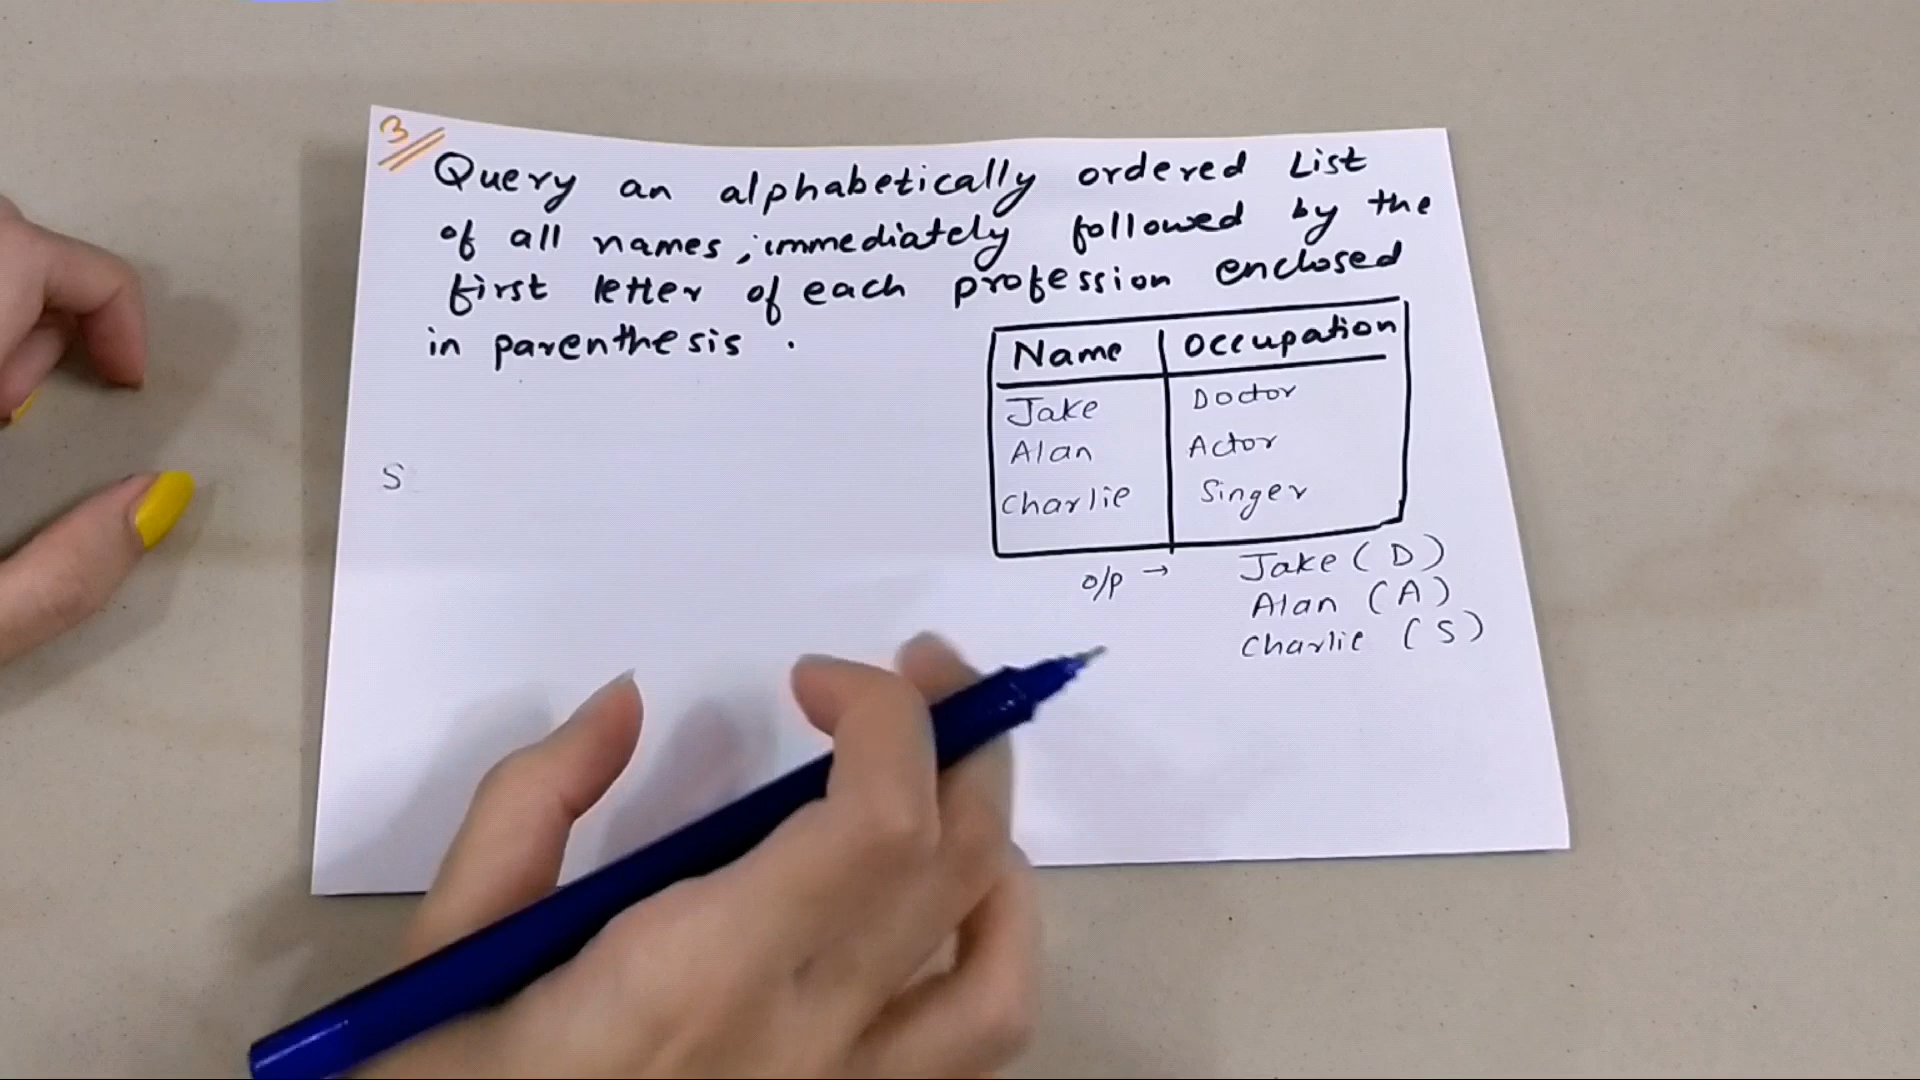 3
Query an alphabetically ordered List
of all names, immediately followed by the
first letter of each profession enclosed
in parenthesis .
Name Occupation
Jake Doctor
Alan Actor
Charlie Singer
S
o/p → Jake (D)
Alan (A)
Charlie (S)